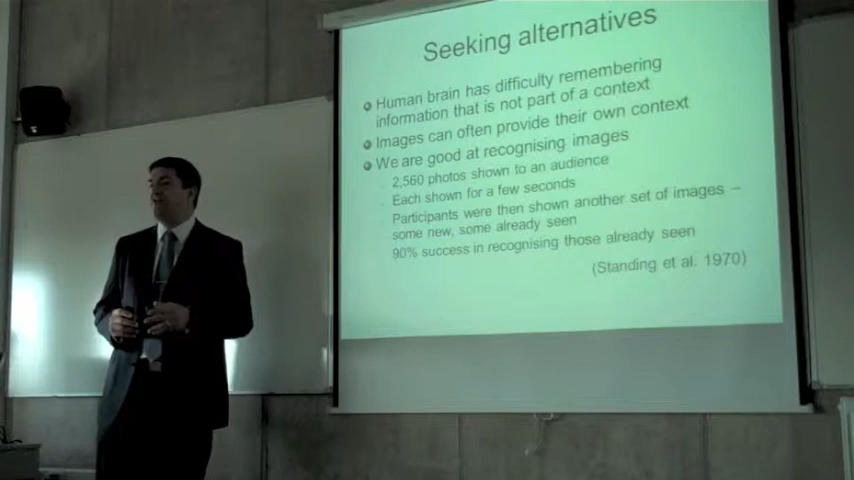 Seeking alternatives
Human brain has difficulty remembering
information that is not part of a context
Images can often provide their own context
We are good at recognising images
2,560 photos shown to an audience
Each shown for a few seconds
Participants were then shown another set of images –
some new, some already seen
90% success in recognising those already seen
(Standing et al. 1970)